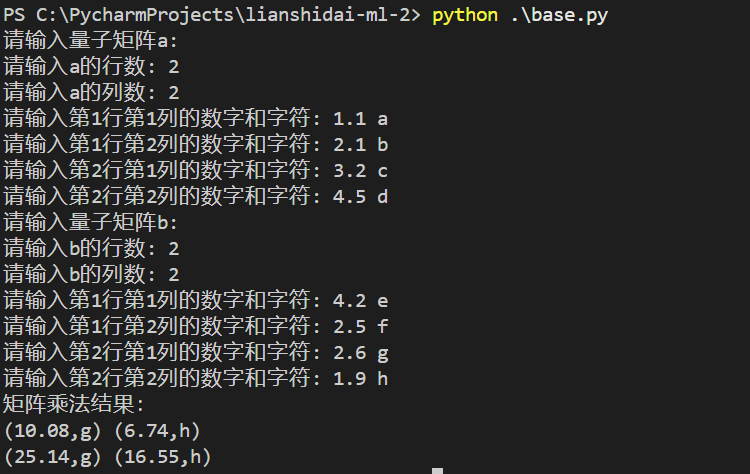 PS C:\PycharmProjects\lianshidai-ml-2> python .\base.py
请输入量子矩阵a:
请输入a的行数: 2
请输入a的列数: 2
请输入第1行第1列的数字和字符: 1.1 a
请输入第1行第2列的数字和字符: 2.1 b
请输入第2行第1列的数字和字符: 3.2 c
请输入第2行第2列的数字和字符: 4.5 d
请输入量子矩阵b:
请输入b的行数: 2
请输入b的列数: 2
请输入第1行第1列的数字和字符: 4.2 e
请输入第1行第2列的数字和字符: 2.5 f
请输入第2行第1列的数字和字符: 2.6 g
请输入第2行第2列的数字和字符: 1.9 h
矩阵乘法结果:
(10.08,g) (6.74,h)
(25.14,g) (16.55,h)